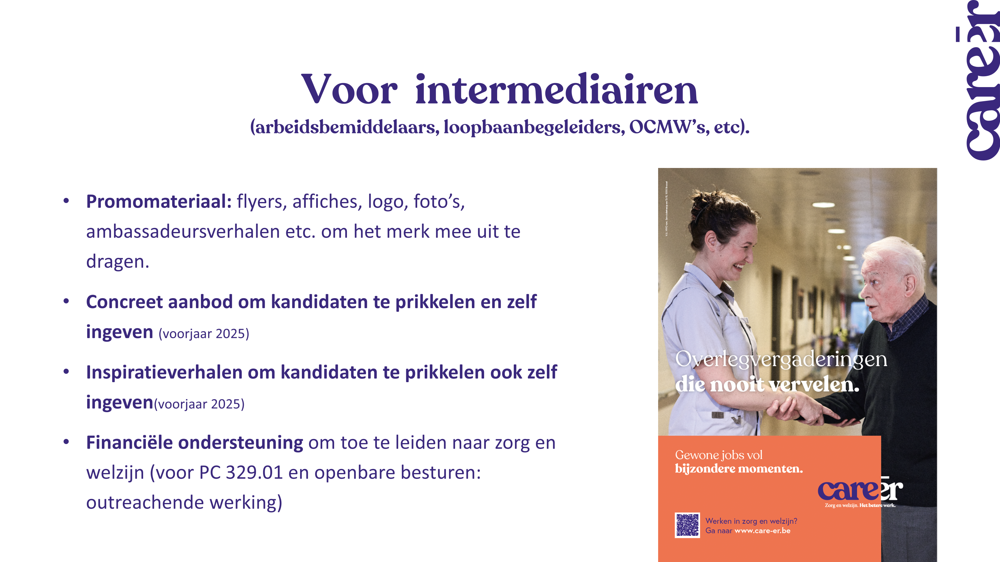 careēr
Voor intermediairen
(arbeidsbemiddelaars, loopbaanbegeleiders, OCMW's, etc).
• Promomateriaal: flyers, affiches, logo, foto's,
ambassadeursverhalen etc. om het merk mee uit te
dragen.
• Concreet aanbod om kandidaten te prikkelen en zelf
ingeven (voorjaar 2025)
• Inspiratieverhalen om kandidaten te prikkelen ook zelf
ingeven(voorjaar 2025)
• Financiële ondersteuning om toe te leiden naar zorg en
welzijn (voor PC 329.01 en openbare besturen:
outreachende werking)
Overlegvergaderingen
die nooit vervelen.
Gewone jobs vol
bijzondere momenten.
careēr
Zorg en welzijn. Het betere werk.
Werken in zorg en welzijn?
Ga naar www.care-er.be